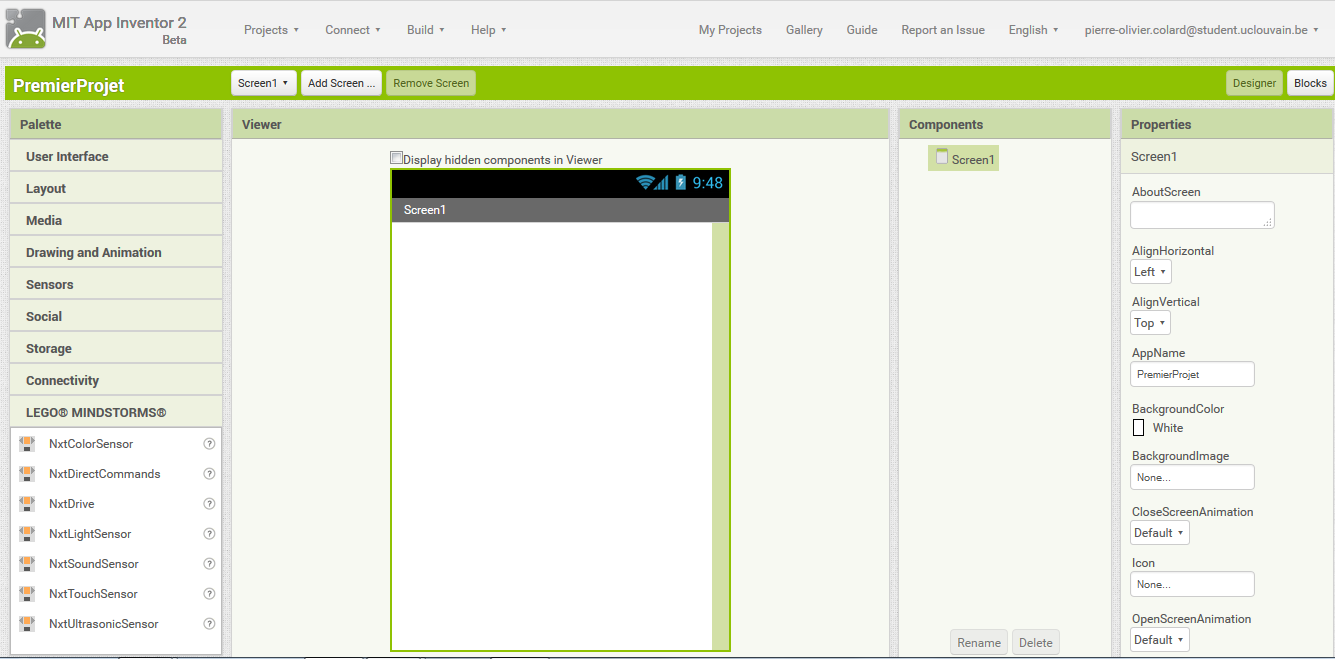 MIT App Inventor 2
Beta
Projects Connect Build Help My Projects Gallery Guide Report an Issue English pierre-olivier.colard@student.uclouvain.be
PremierProjet Screen1 Add Screen ... Remove Screen Designer Blocks
Palette
User Interface
Layout
Media
Drawing and Animation
Sensors
Social
Storage
Connectivity
LEGO® MINDSTORMS®
NxtColorSensor ?
NxtDirectCommands ?
NxtDrive ?
NxtLightSensor ?
NxtSoundSensor ?
NxtTouchSensor ?
NxtUltrasonicSensor ?
Viewer
Display hidden components in Viewer
9:48
Screen1
Components
Screen1
Rename Delete
Properties
Screen1
AboutScreen
AlignHorizontal
Left
AlignVertical
Top
AppName
PremierProjet
BackgroundColor
White
BackgroundImage
None...
CloseScreenAnimation
Default
Icon
None...
OpenScreenAnimation
Default